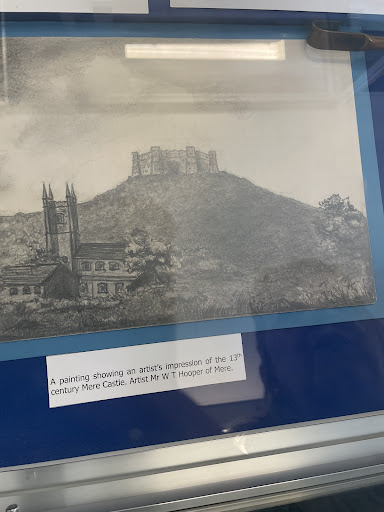 A painting showing an artist's impression of the 13th
century Mere Castle. Artist Mr W T Hooper of Mere.